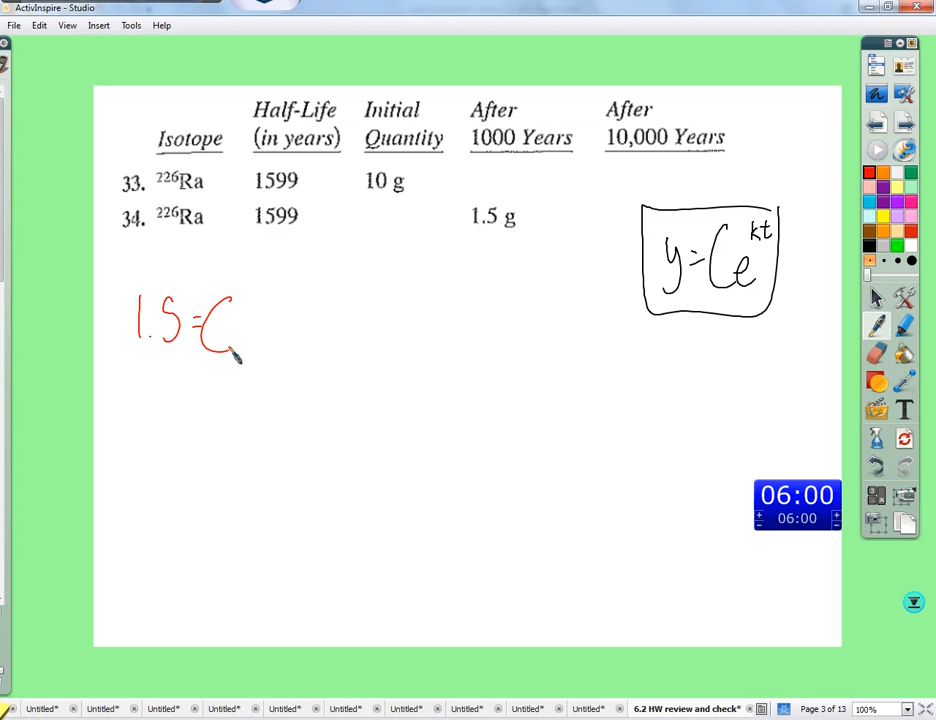 ActivInspire - Studio
File Edit View Insert Tools Help
Half-Life Initial After After
Isotope (in years) Quantity 1000 Years 10,000 Years
33. ²²⁶Ra 1599 10 g
34. ²²⁶Ra 1599 1.5 g
y=Ce^kt
1.5=C
06:00
06:00
Untitled* Untitled* Untitled* Untitled* Untitled* Untitled* Untitled* Untitled* Untitled* Untitled* 6.2 HW review and check* Page 3 of 13 100%